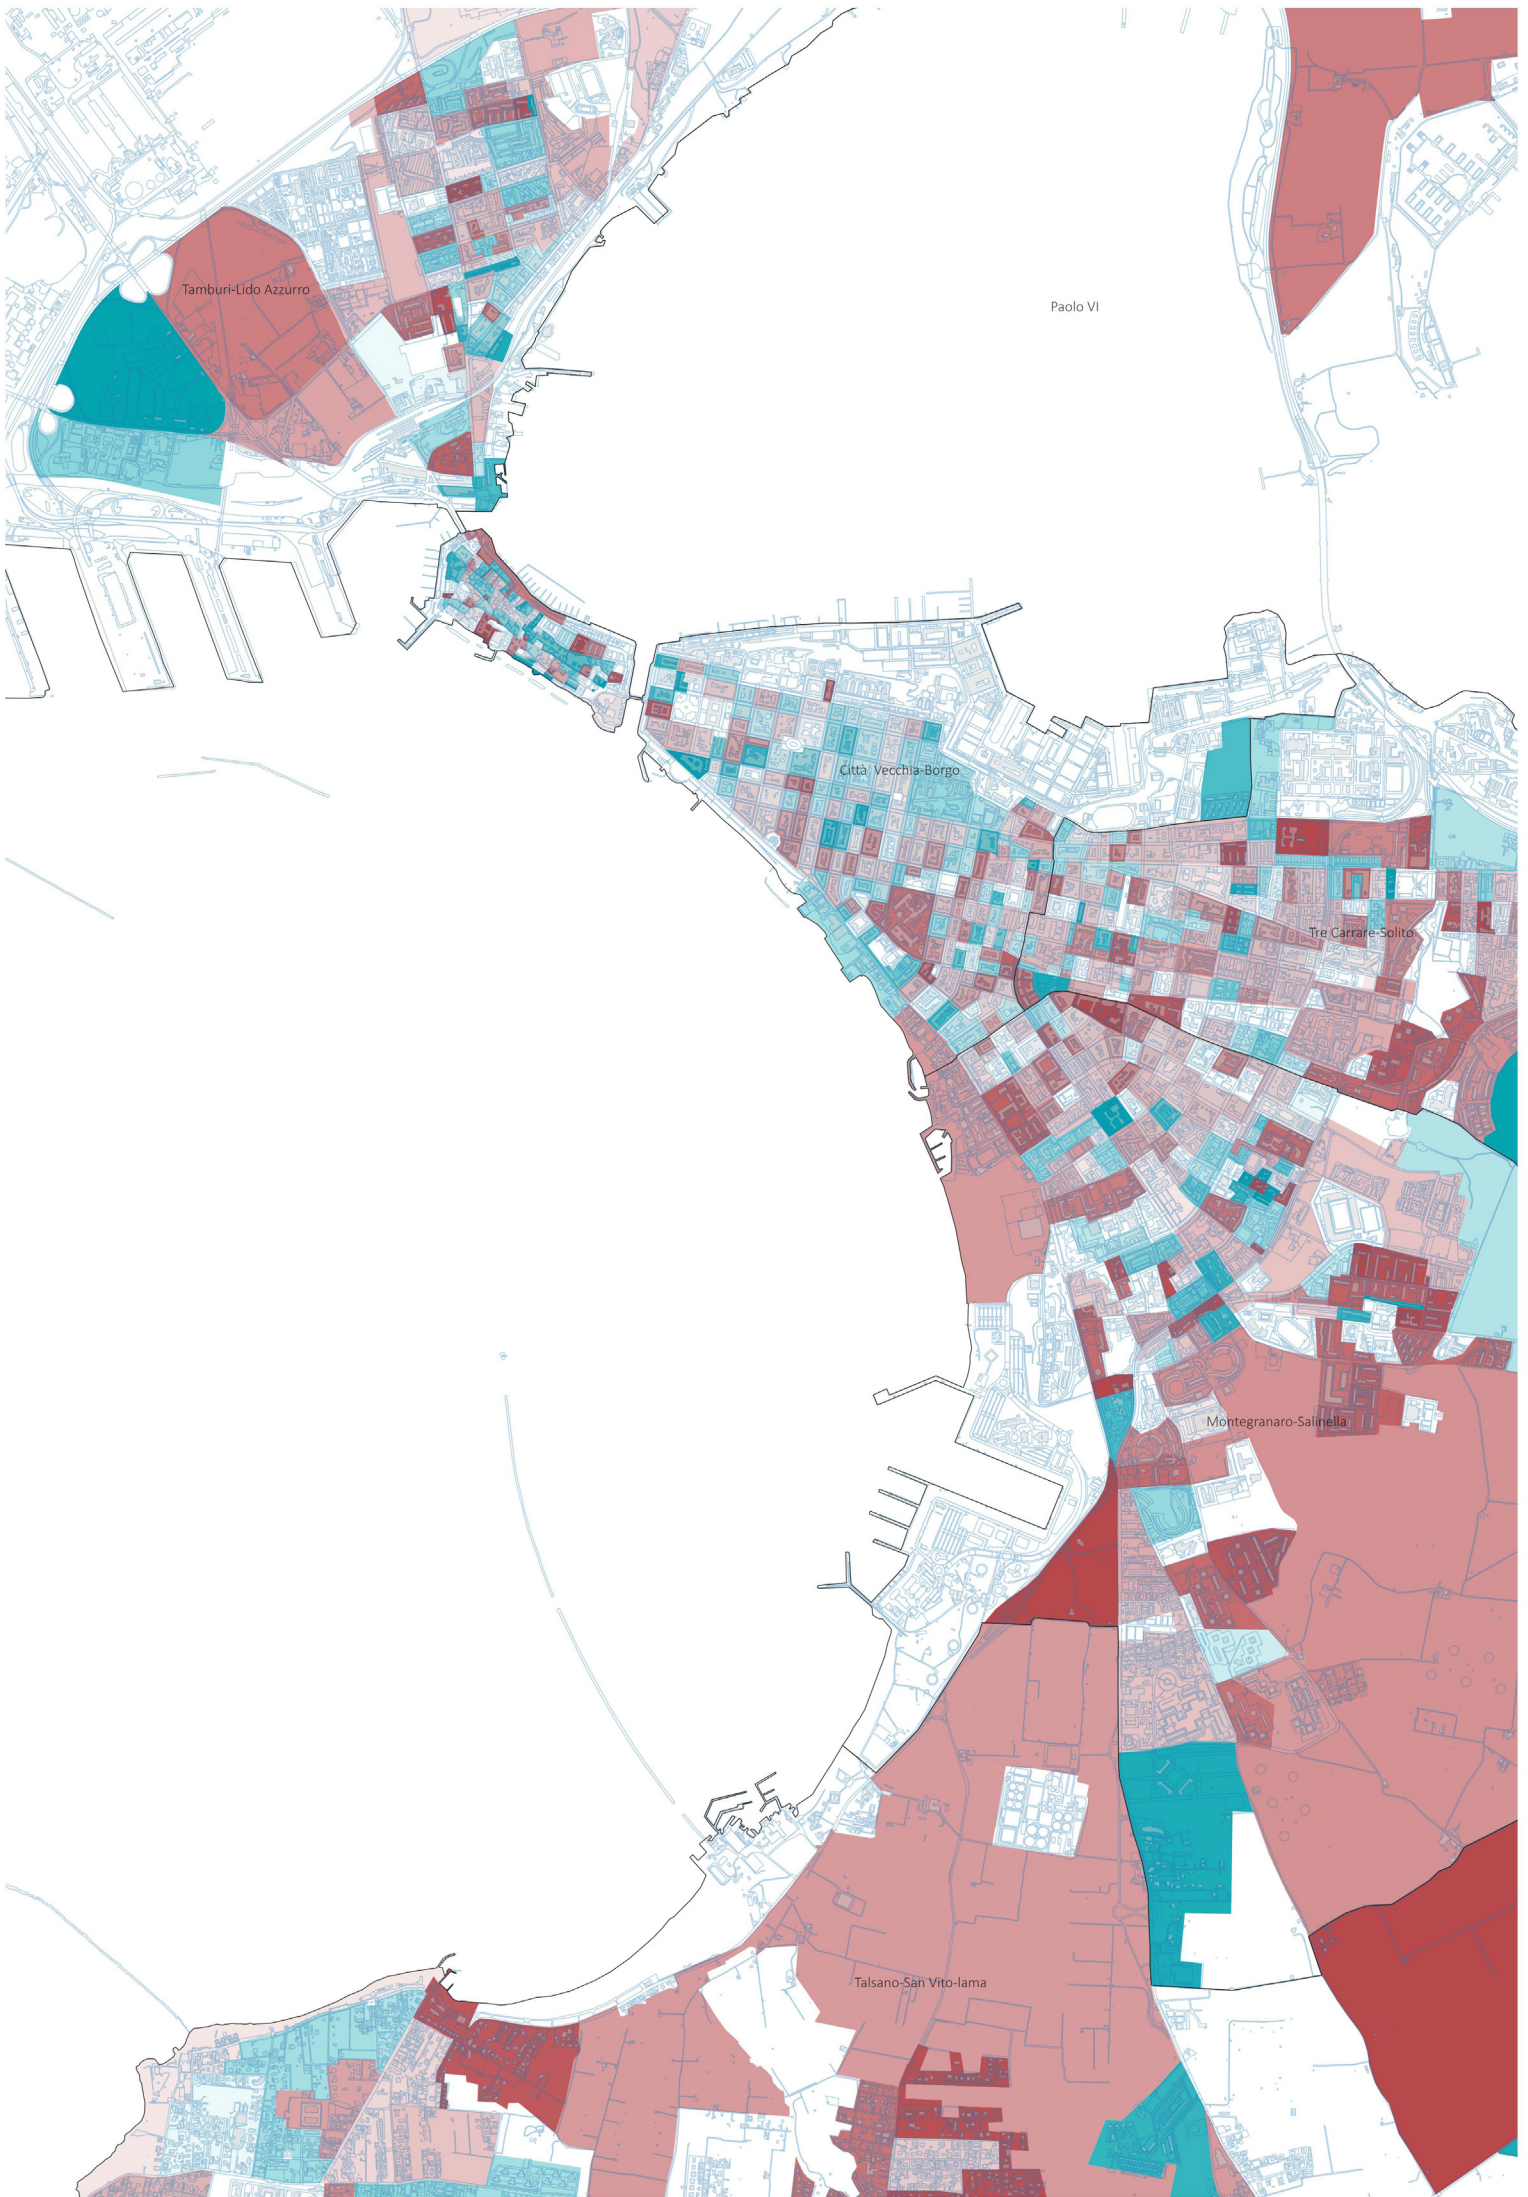 Tamburi-Lido Azzurro
Paolo VI
Città Vecchia-Borgo
Tre Carrare-Solito
Montegranaro-Salinella
Talsano-San Vito-lama